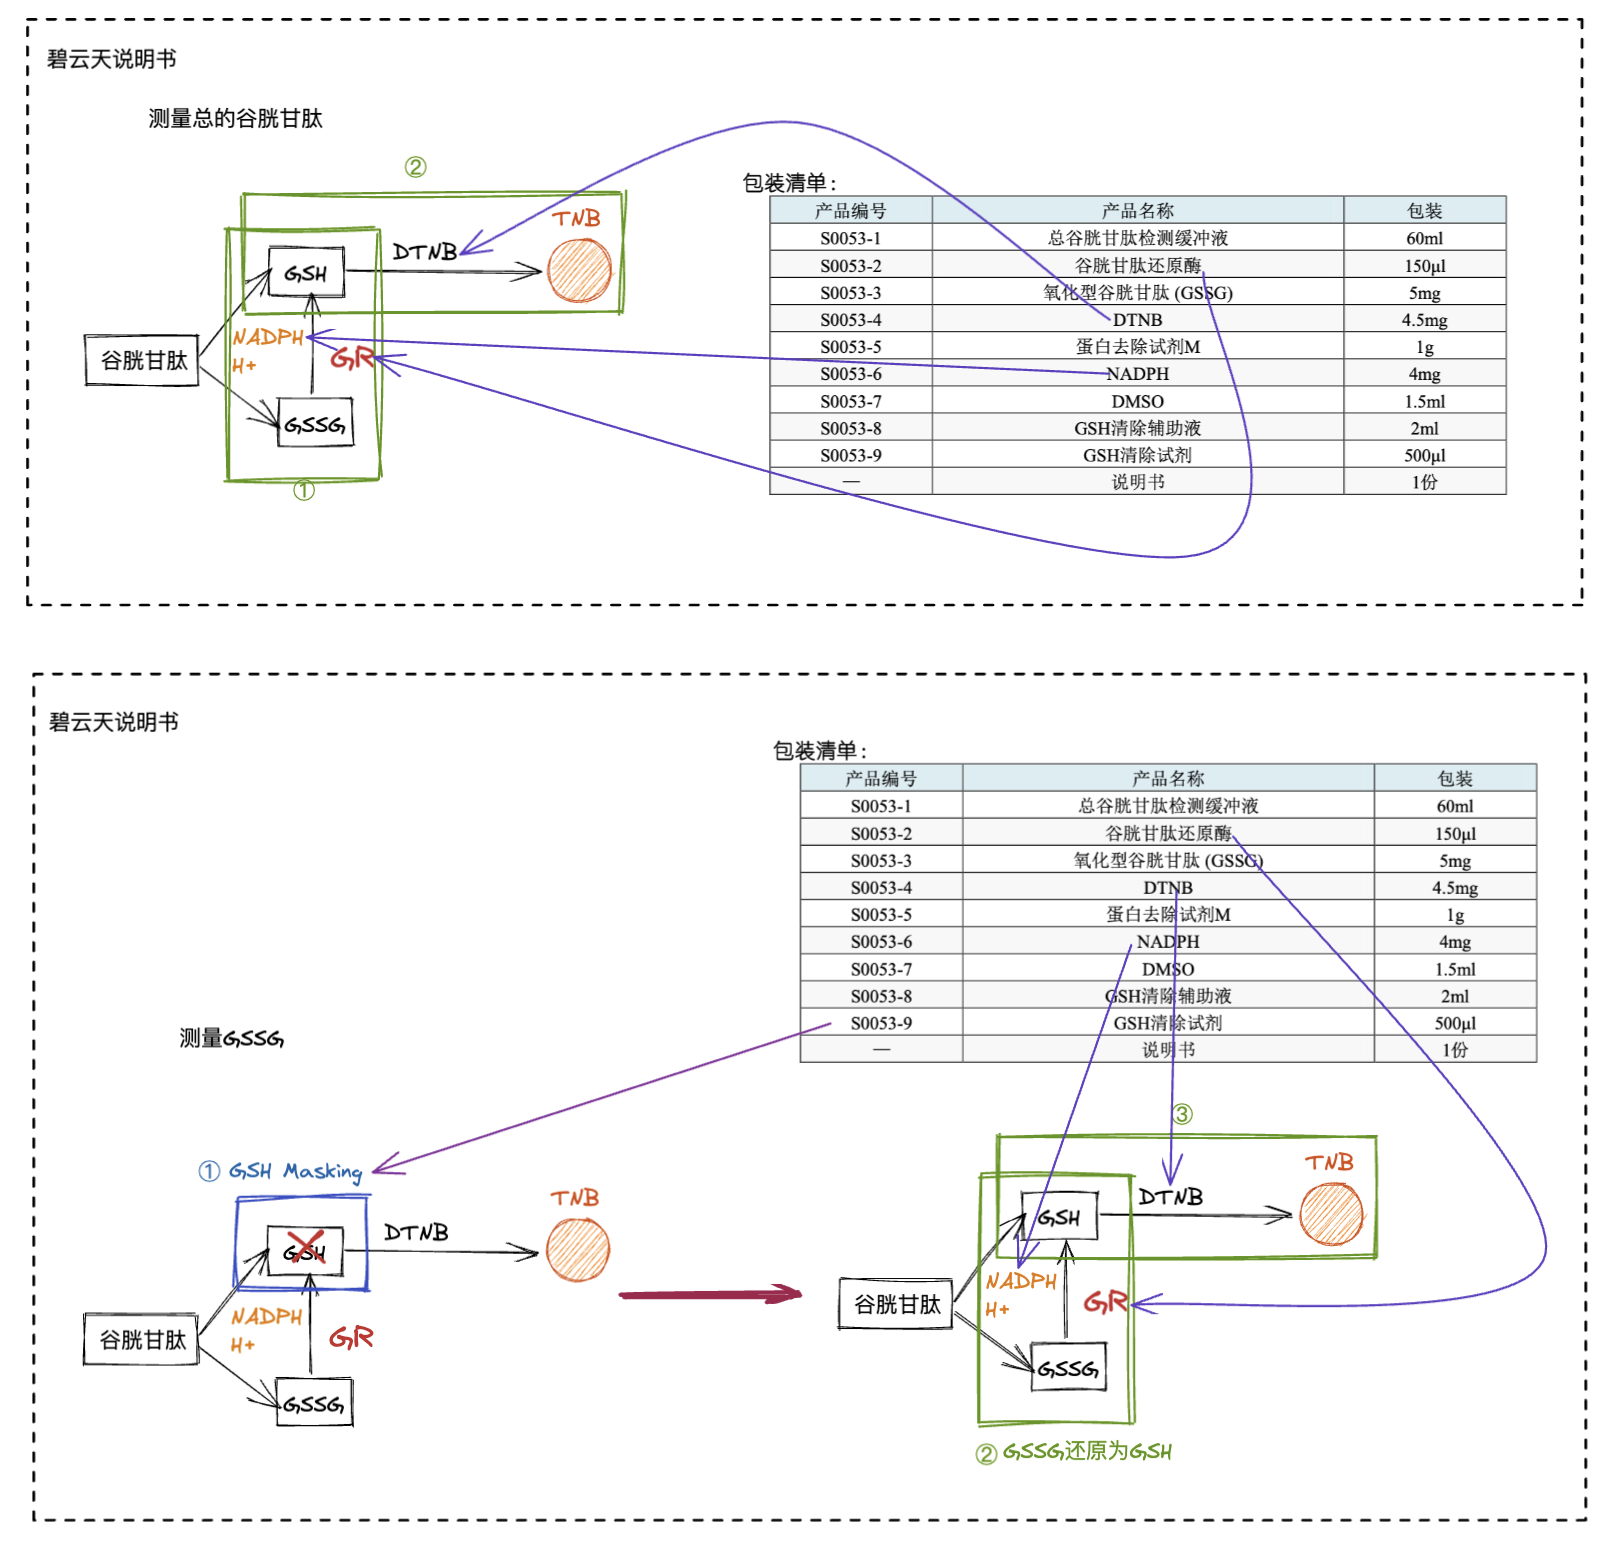 碧云天说明书
测量总的谷胱甘肽
②
包装清单：
产品编号 产品名称 包装
S0053-1 总谷胱甘肽检测缓冲液 60ml
S0053-2 谷胱甘肽还原酶 150μl
S0053-3 氧化型谷胱甘肽 (GSSG) 5mg
S0053-4 DTNB 4.5mg
S0053-5 蛋白去除试剂M 1g
S0053-6 NADPH 4mg
S0053-7 DMSO 1.5ml
S0053-8 GSH清除辅助液 2ml
S0053-9 GSH清除试剂 500μl
— 说明书 1份
TNB
DTNB
GSH
NADPH
H+
GR
谷胱甘肽
GSSG
①
碧云天说明书
包装清单：
产品编号 产品名称 包装
S0053-1 总谷胱甘肽检测缓冲液 60ml
S0053-2 谷胱甘肽还原酶 150μl
S0053-3 氧化型谷胱甘肽 (GSSG) 5mg
S0053-4 DTNB 4.5mg
S0053-5 蛋白去除试剂M 1g
S0053-6 NADPH 4mg
S0053-7 DMSO 1.5ml
S0053-8 GSH清除辅助液 2ml
S0053-9 GSH清除试剂 500μl
— 说明书 1份
测量GSSG
① GSH Masking
TNB
DTNB
GSH
NADPH
H+
GR
谷胱甘肽
GSSG
③
TNB
DTNB
GSH
NADPH
H+
GR
谷胱甘肽
GSSG
② GSSG还原为GSH